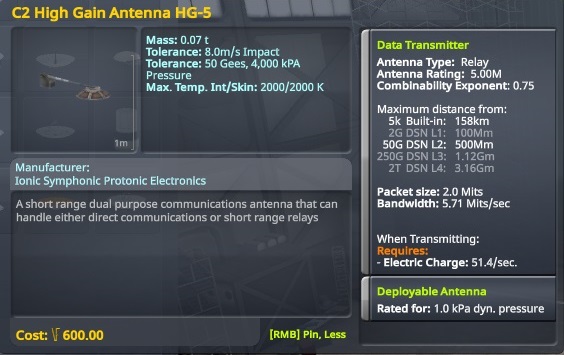 C2 High Gain Antenna HG-5
Mass: 0.07 t
Tolerance: 8.0m/s Impact
Tolerance: 50 Gees, 4,000 kPA
Pressure
Max. Temp. Int/Skin: 2000/2000 K
1m
Manufacturer:
Ionic Symphonic Protonic Electronics
A short range dual purpose communications antenna that can
handle either direct communications or short range relays
Cost: 600.00
[RMB] Pin, Less
Data Transmitter
Antenna Type: Relay
Antenna Rating: 5.00M
Combinability Exponent: 0.75
Maximum distance from:
5k Built-in: 158km
2G DSN L1: 100Mm
50G DSN L2: 500Mm
250G DSN L3: 1.12Gm
2T DSN L4: 3.16Gm
Packet size: 2.0 Mits
Bandwidth: 5.71 Mits/sec
When Transmitting:
Requires:
- Electric Charge: 51.4/sec.
Deployable Antenna
Rated for: 1.0 kPa dyn. pressure